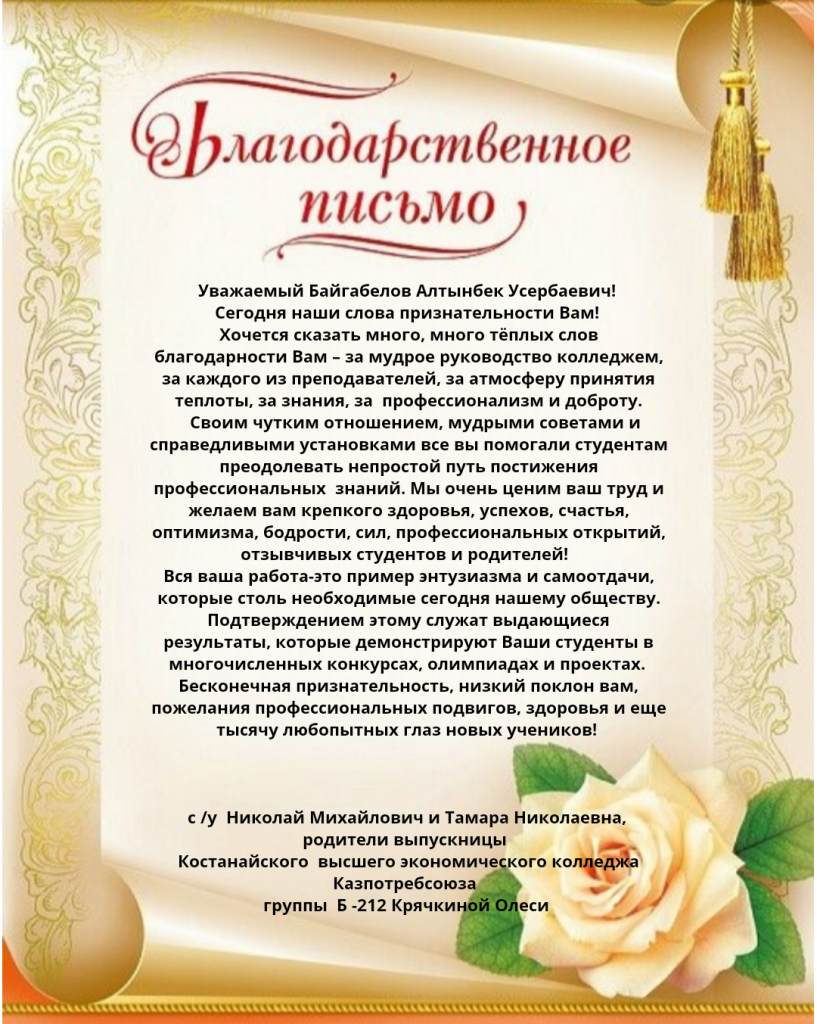 Благодарственное
письмо
Уважаемый Байгабелов Алтынбек Усербаевич!
Сегодня наши слова признательности Вам!
Хочется сказать много, много тёплых слов
благодарности Вам – за мудрое руководство колледжем,
за каждого из преподавателей, за атмосферу принятия
теплоты, за знания, за  профессионализм и доброту.
Своим чутким отношением, мудрыми советами и
справедливыми установками все вы помогали студентам
преодолевать непростой путь постижения
профессиональных  знаний. Мы очень ценим ваш труд и
желаем вам крепкого здоровья, успехов, счастья,
оптимизма, бодрости, сил, профессиональных открытий,
отзывчивых студентов и родителей!
Вся ваша работа-это пример энтузиазма и самоотдачи,
которые столь необходимые сегодня нашему обществу.
Подтверждением этому служат выдающиеся
результаты, которые демонстрируют Ваши студенты в
многочисленных конкурсах, олимпиадах и проектах.
Бесконечная признательность, низкий поклон вам,
пожелания профессиональных подвигов, здоровья и еще
тысячу любопытных глаз новых учеников!
с /у  Николай Михайлович и Тамара Николаевна,
родители выпускницы
Костанайского  высшего экономического колледжа
Казпотребсоюза
группы  Б -212 Крячкиной Олеси